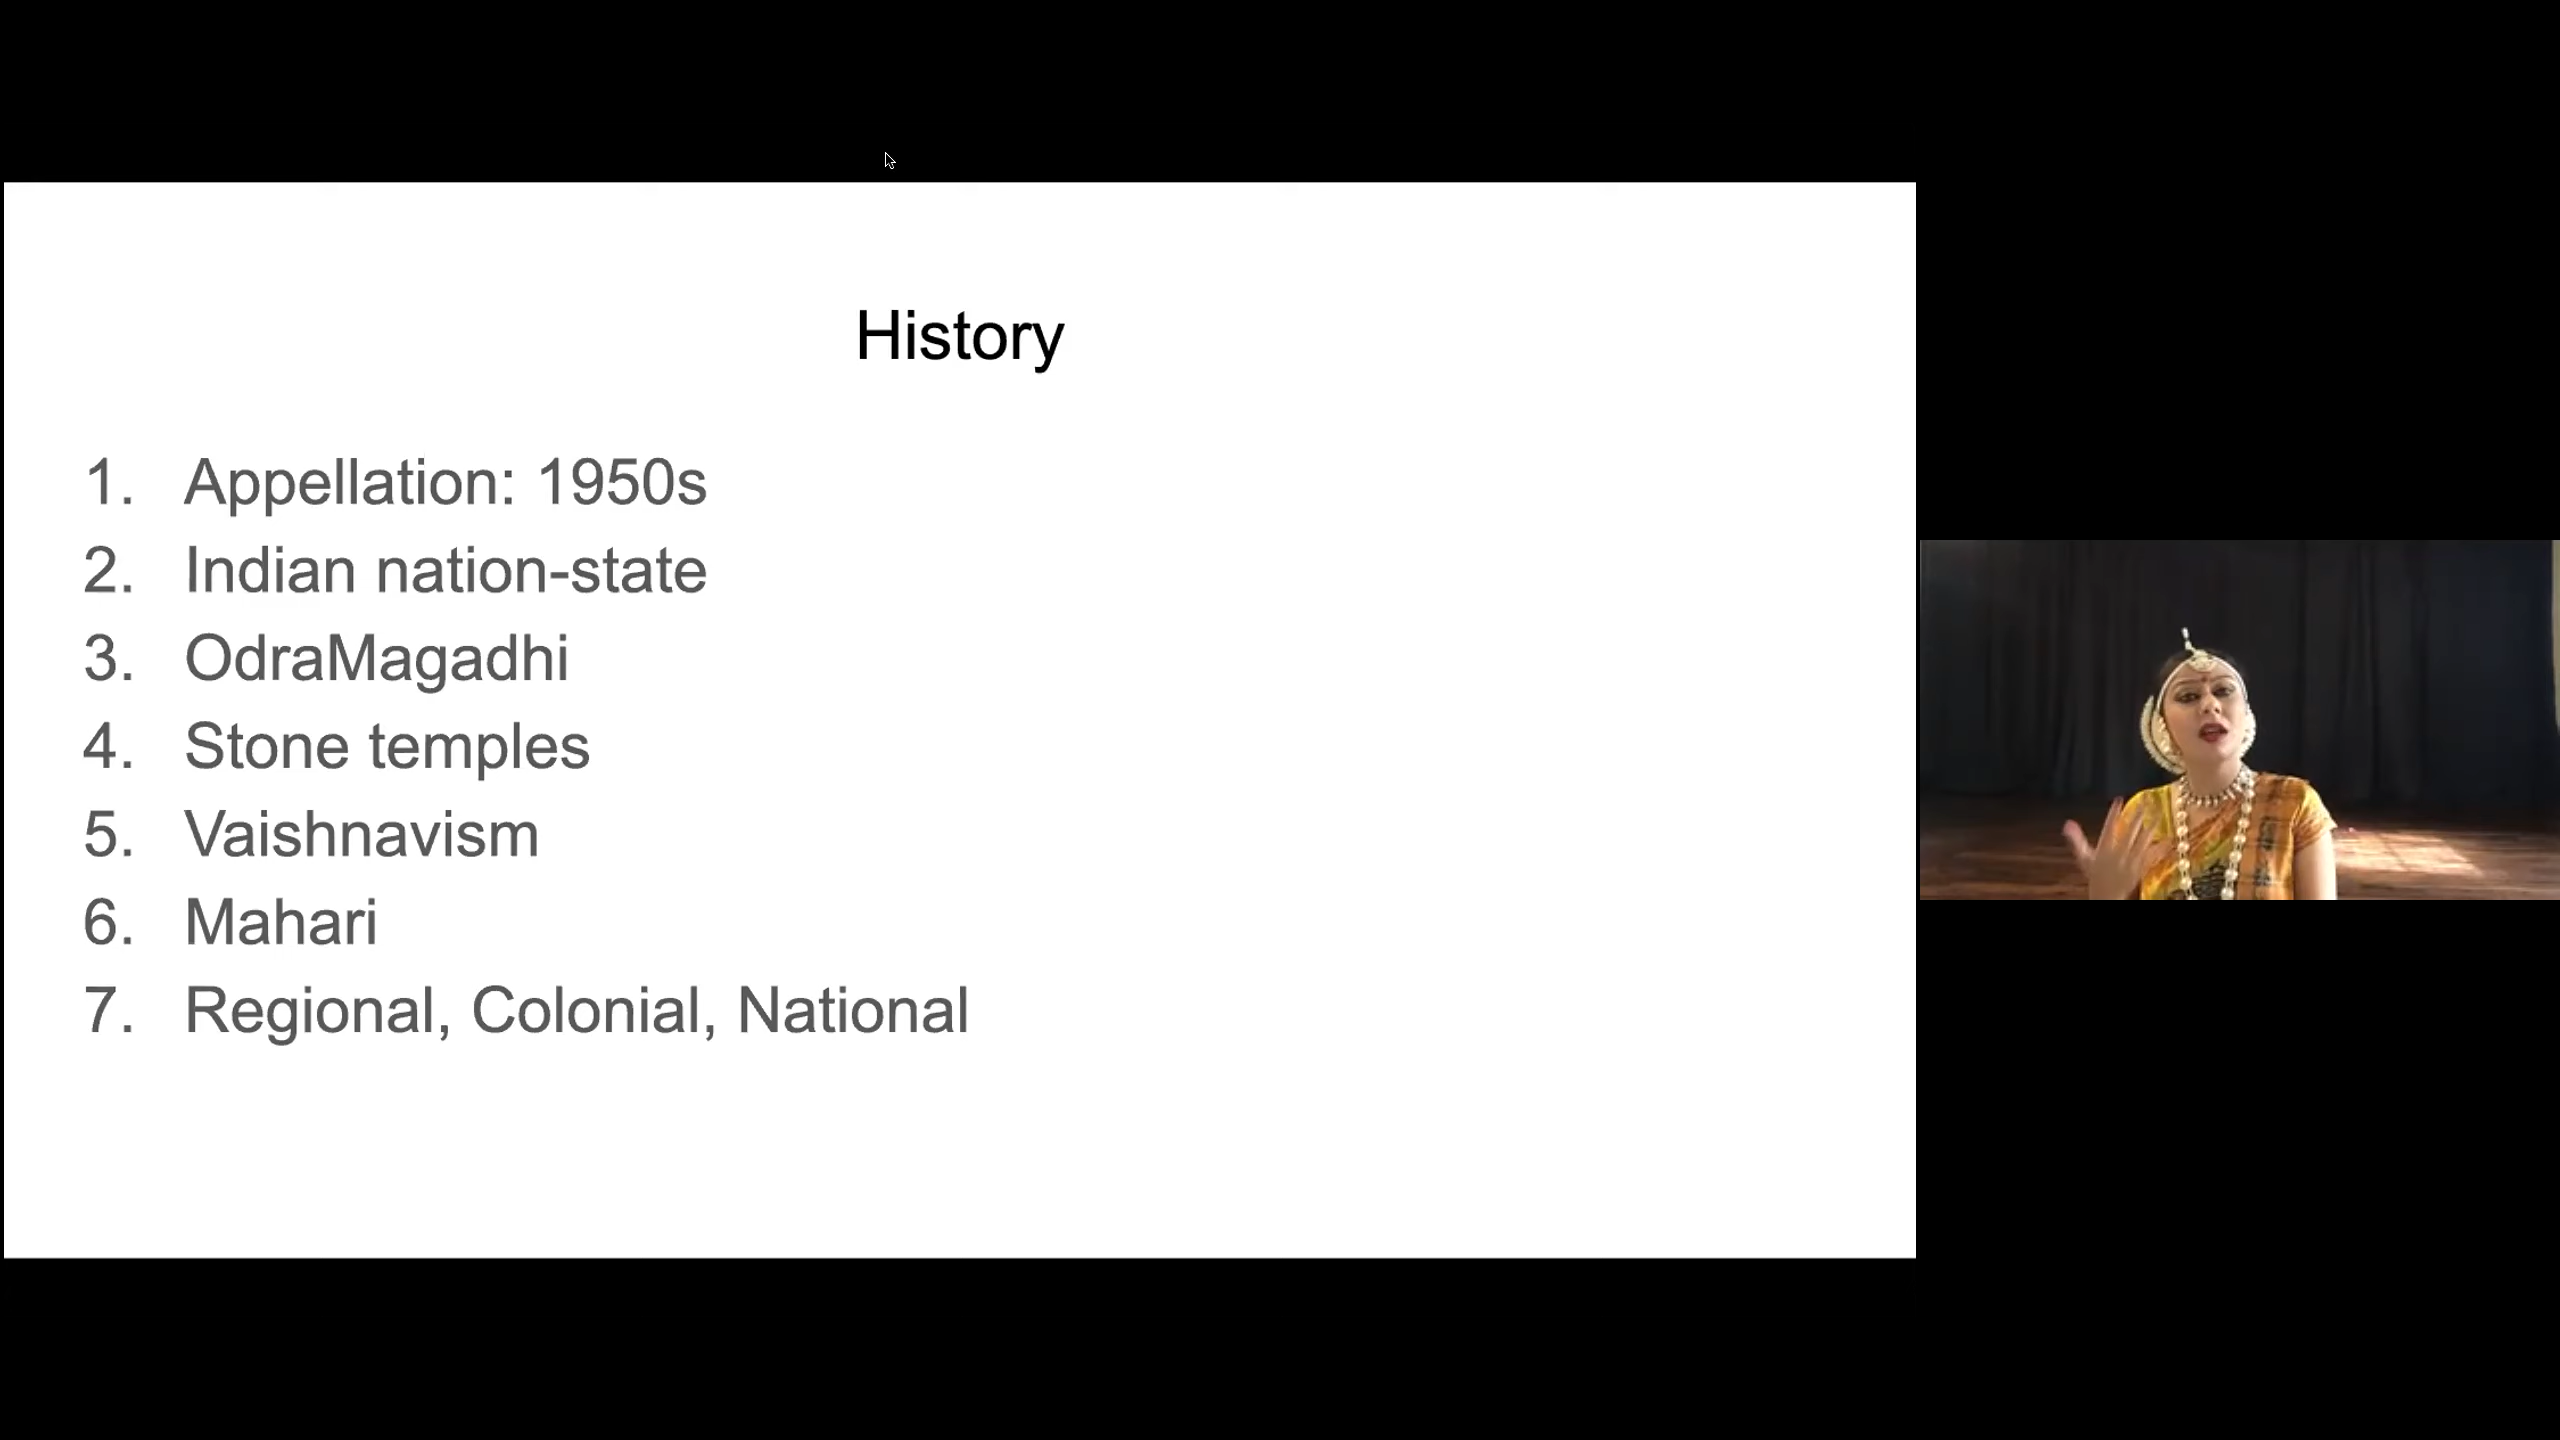 History
1. Appellation: 1950s
2. Indian nation-state
3. OdraMagadhi
4. Stone temples
5. Vaishnavism
6. Mahari
7. Regional, Colonial, National